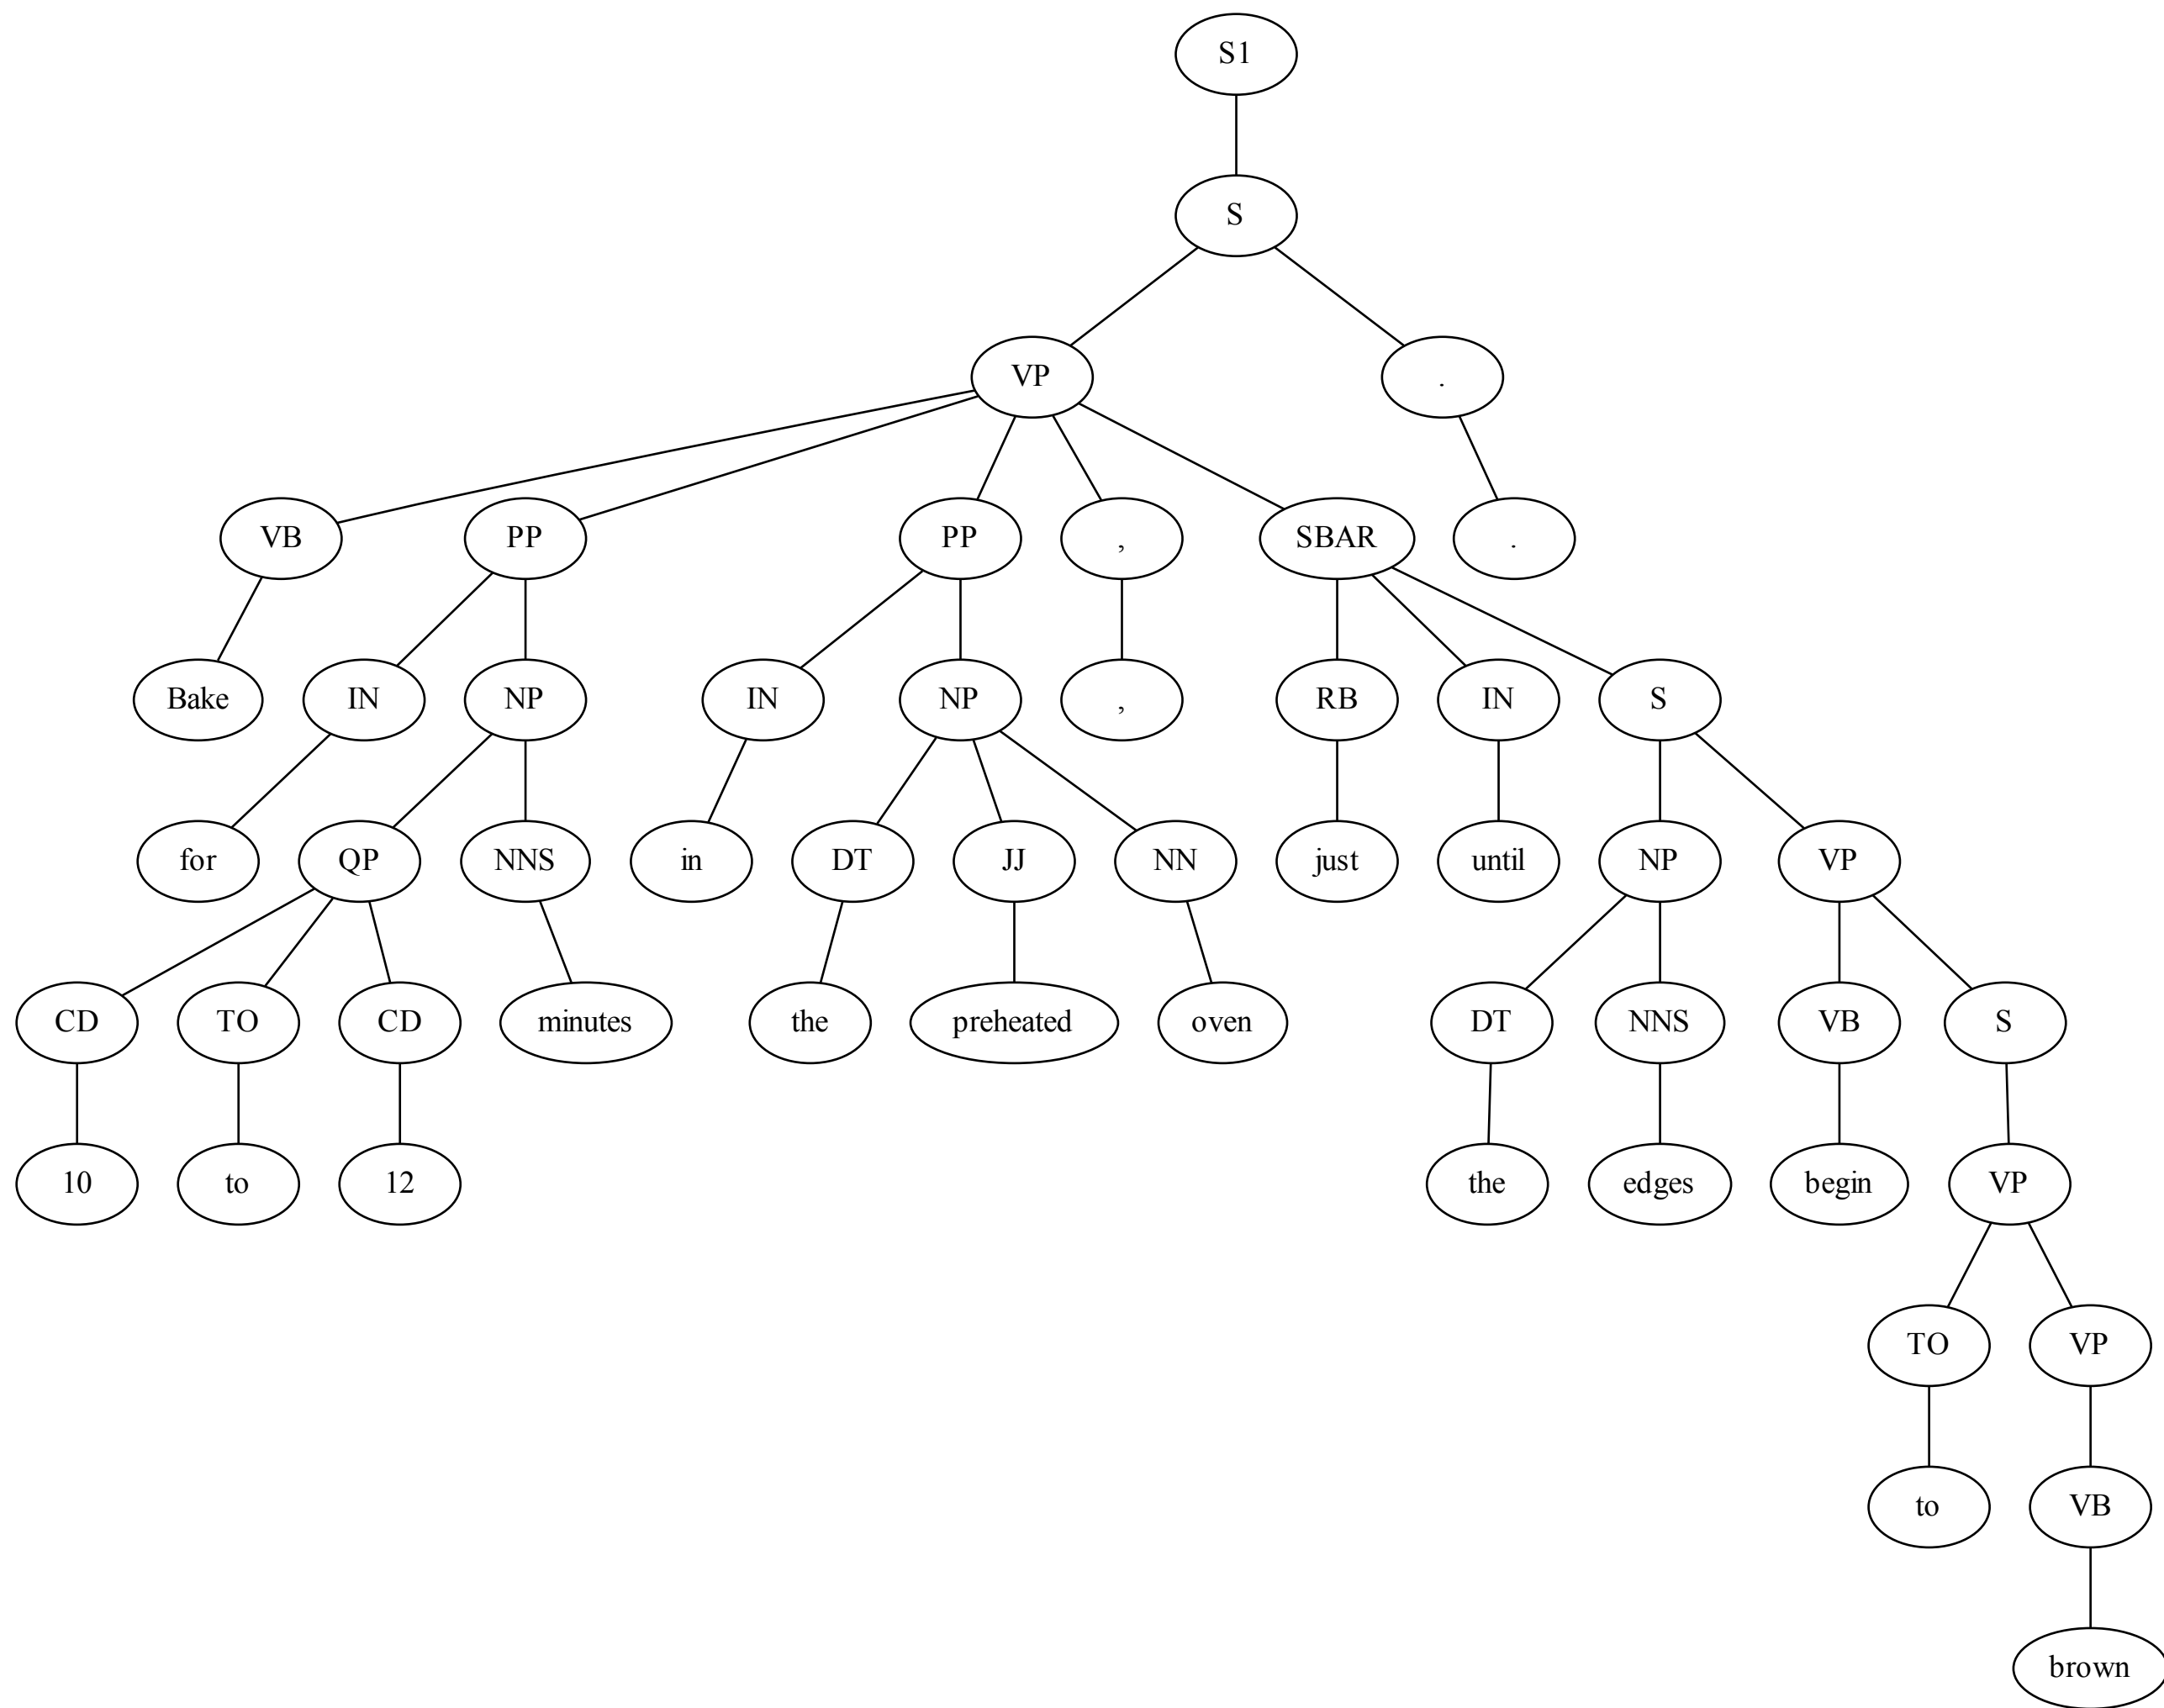 S1
S
VP .
VB PP PP , SBAR .
Bake IN NP IN NP , RB IN S
for QP NNS in DT JJ NN just until NP VP
CD TO CD minutes the preheated oven DT NNS VB S
10 to 12 the edges begin VP
TO VP
to VB
brown